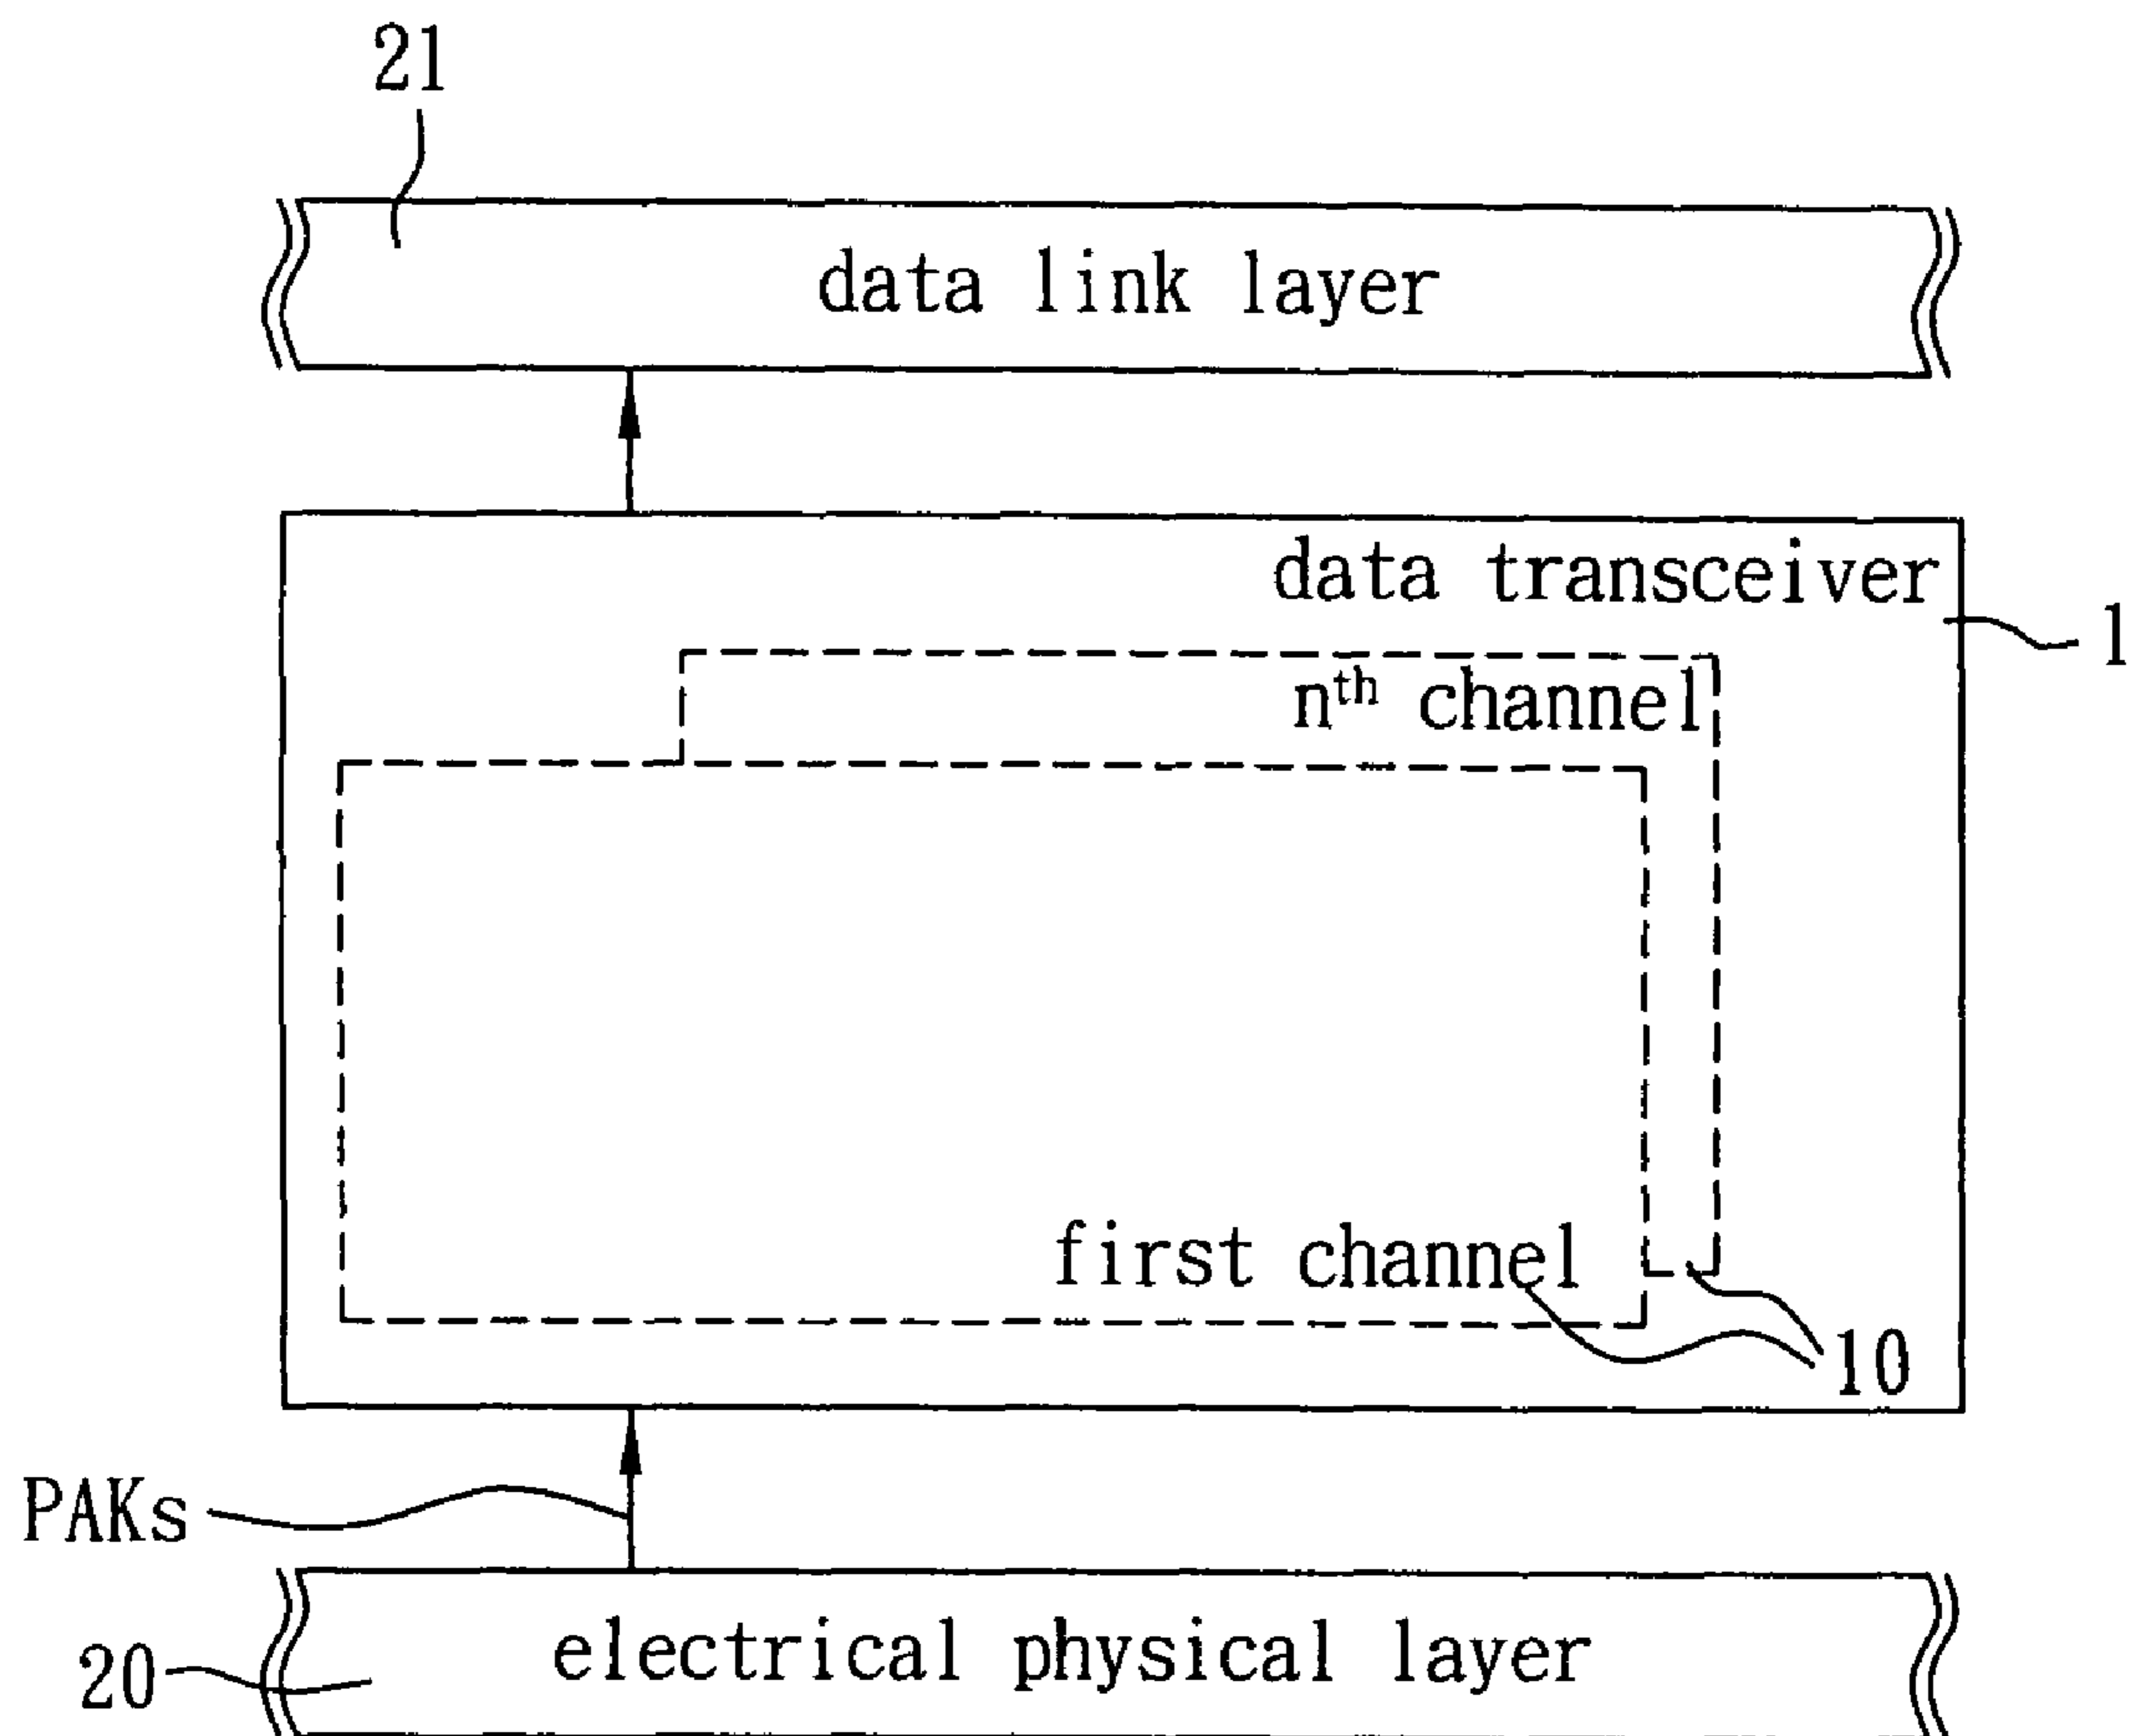 21
data link layer
data transceiver
1
nth channel
first channel
10
PAKs
electrical physical layer
20